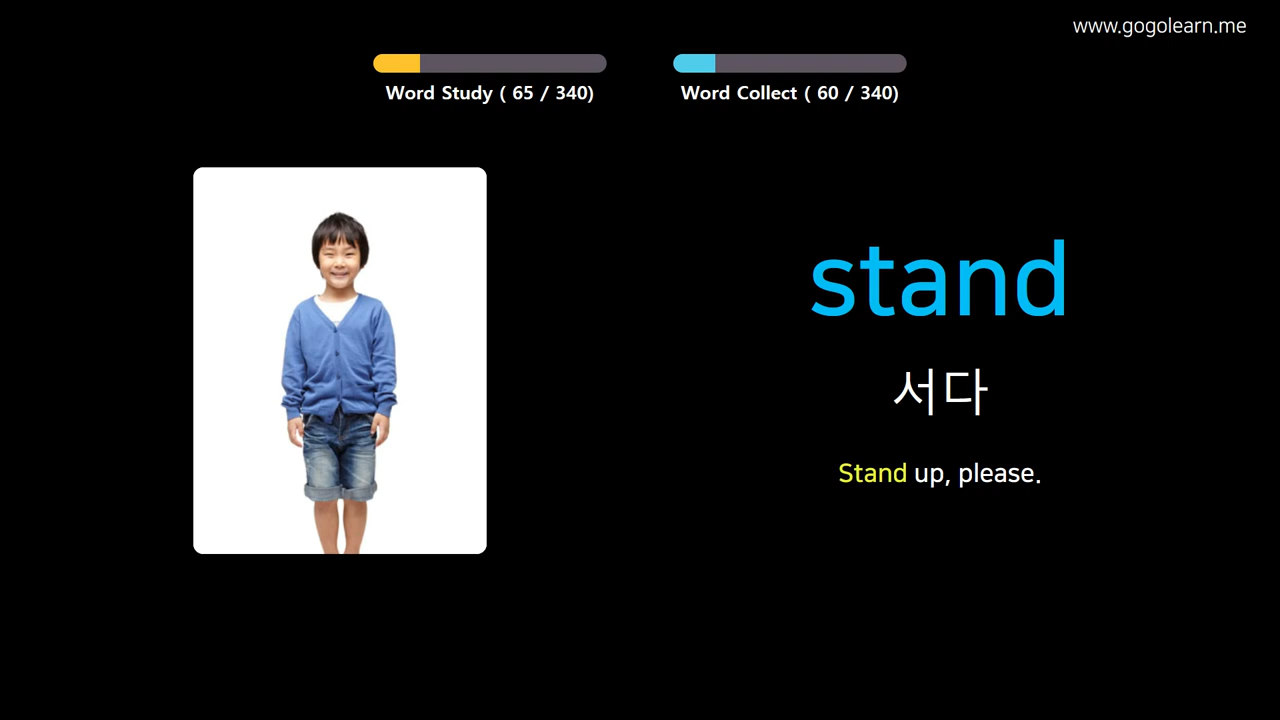 www.gogolearn.me
Word Study ( 65 / 340)
Word Collect ( 60 / 340)
stand
서다
Stand up, please.